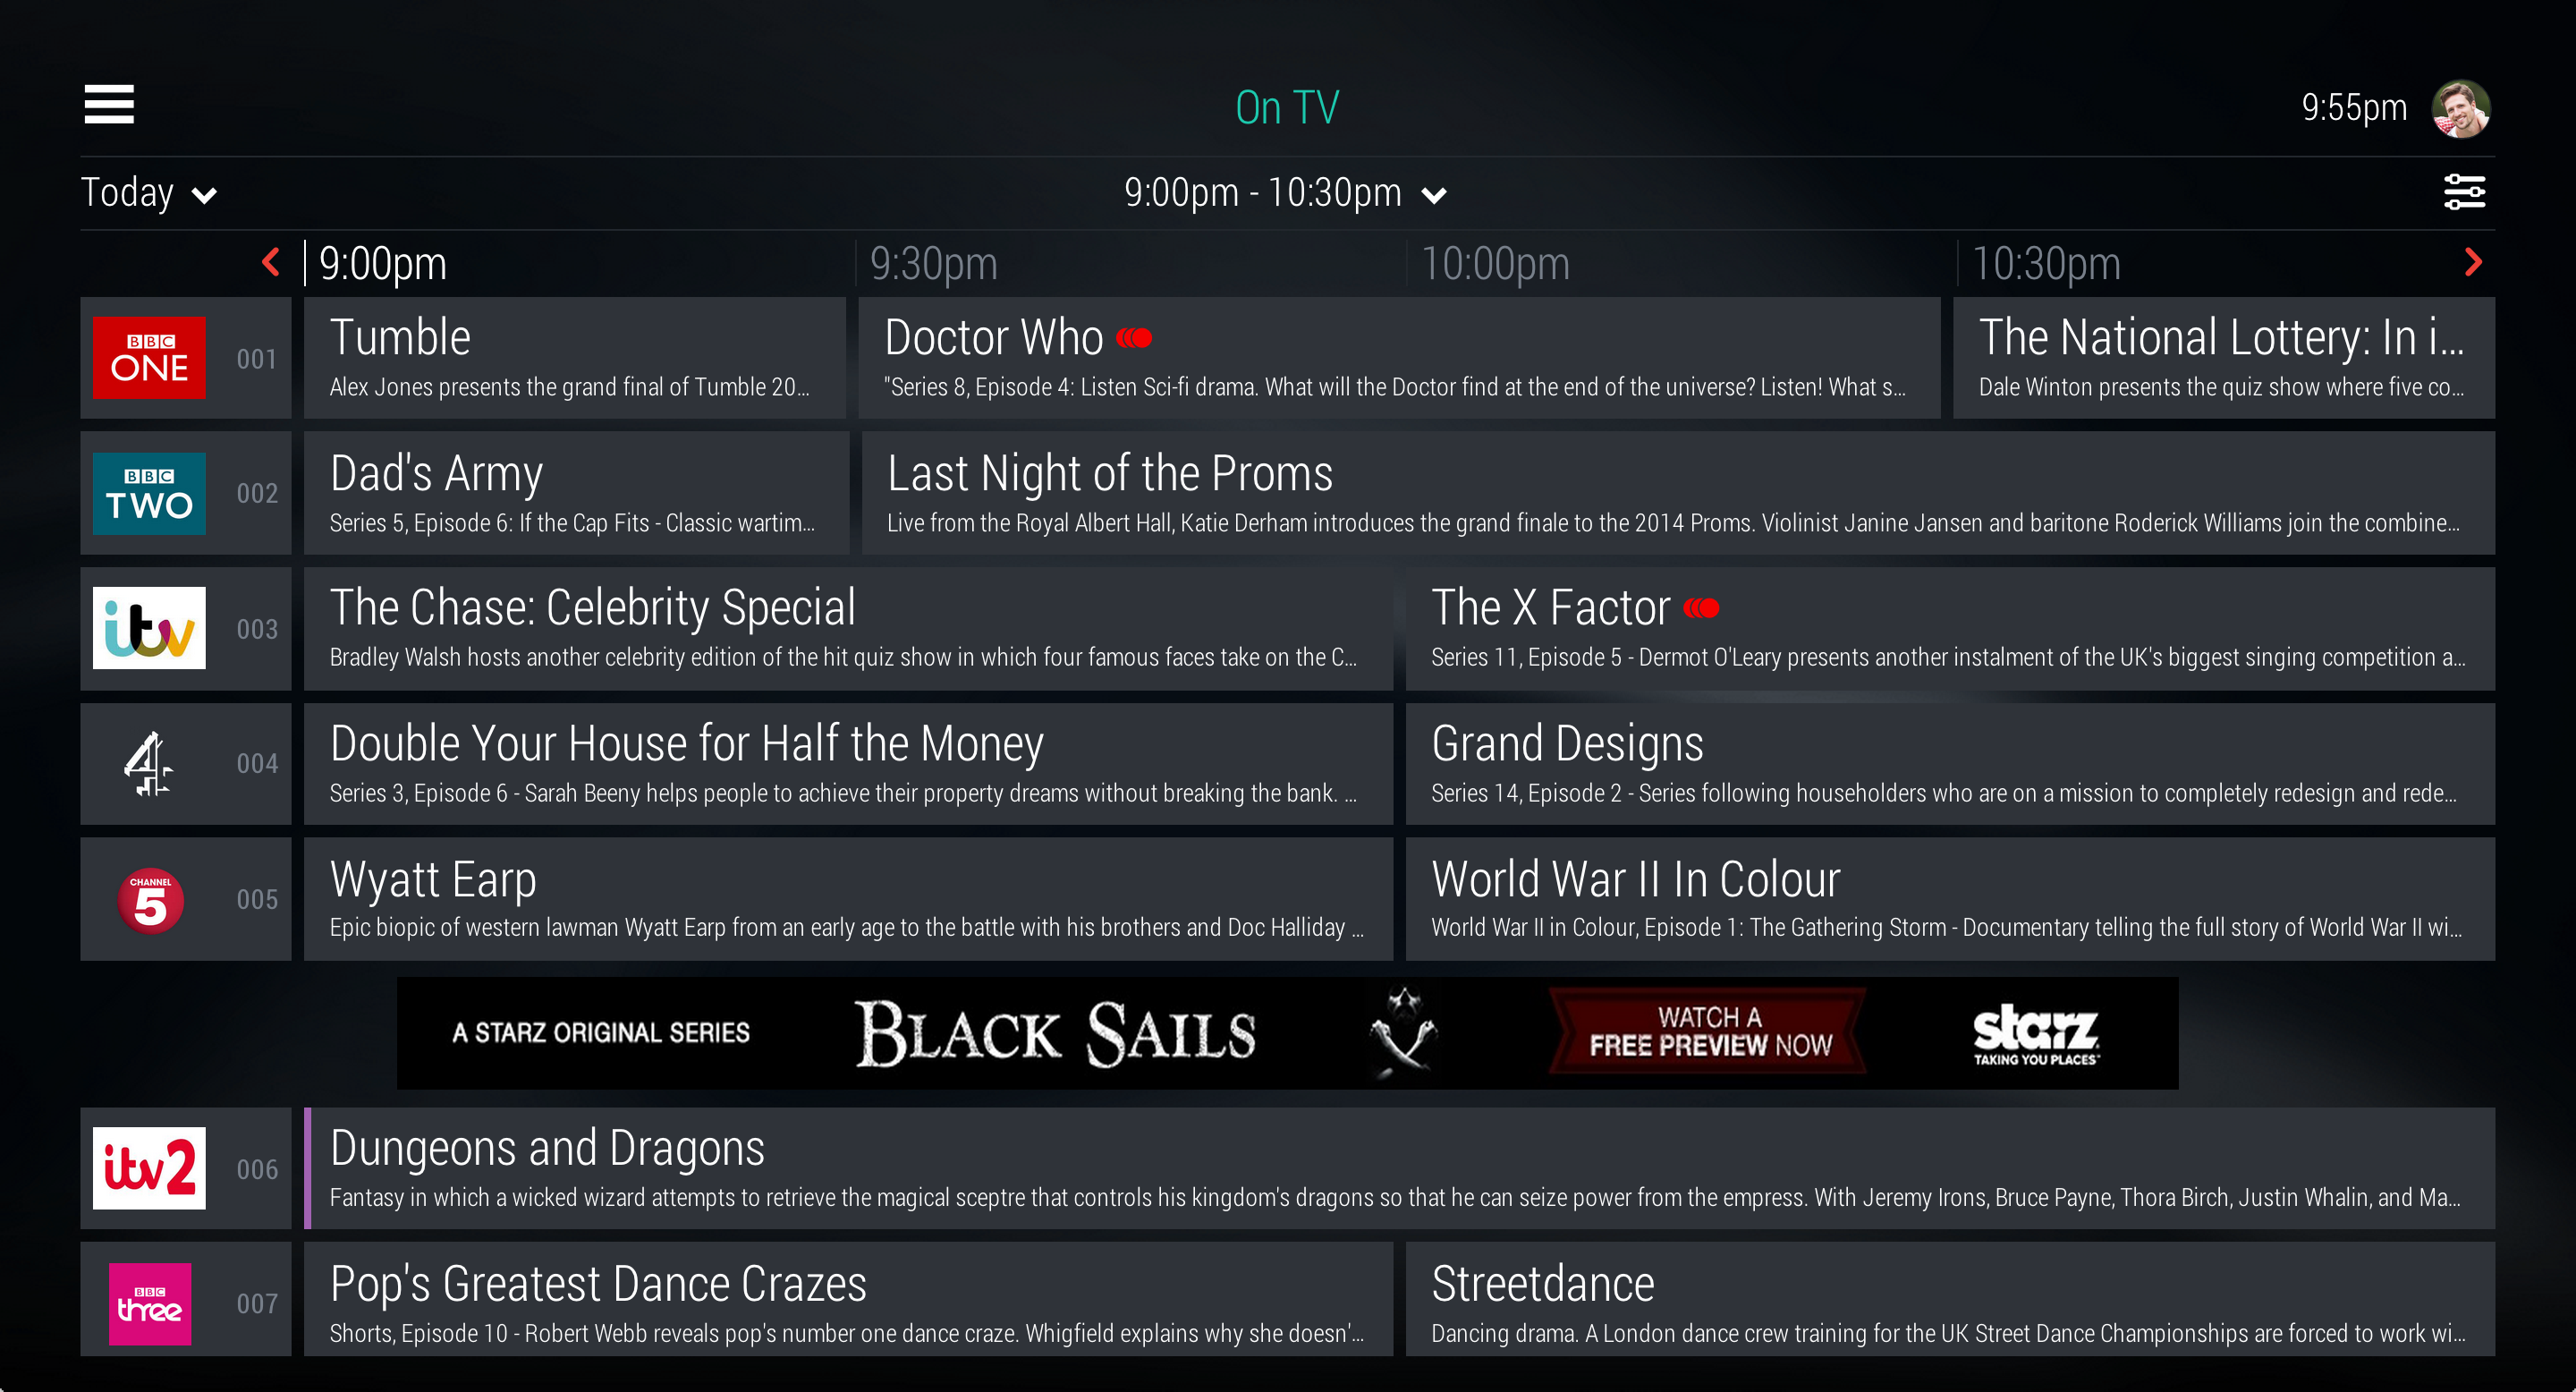 On TV
9:55pm
Today
9:00pm - 10:30pm
9:00pm
9:30pm
10:00pm
10:30pm
BBC
ONE
001
Tumble
Alex Jones presents the grand final of Tumble 20...
Doctor Who
"Series 8, Episode 4: Listen Sci-fi drama. What will the Doctor find at the end of the universe? Listen! What s...
The National Lottery: In i...
Dale Winton presents the quiz show where five co...
BBC
TWO
002
Dad's Army
Series 5, Episode 6: If the Cap Fits - Classic wartim...
Last Night of the Proms
Live from the Royal Albert Hall, Katie Derham introduces the grand finale to the 2014 Proms. Violinist Janine Jansen and baritone Roderick Williams join the combine...
itv
003
The Chase: Celebrity Special
Bradley Walsh hosts another celebrity edition of the hit quiz show in which four famous faces take on the C...
The X Factor
Series 11, Episode 5 - Dermot O'Leary presents another instalment of the UK's biggest singing competition a...
4
004
Double Your House for Half the Money
Series 3, Episode 6 - Sarah Beeny helps people to achieve their property dreams without breaking the bank. ...
Grand Designs
Series 14, Episode 2 - Series following householders who are on a mission to completely redesign and rede...
CHANNEL
5
005
Wyatt Earp
Epic biopic of western lawman Wyatt Earp from an early age to the battle with his brothers and Doc Halliday ...
World War II In Colour
World War II in Colour, Episode 1: The Gathering Storm - Documentary telling the full story of World War II wi...
A STARZ ORIGINAL SERIES
BLACK SAILS
WATCH A
FREE PREVIEW NOW
starz
TAKING YOU PLACES
itv2
006
Dungeons and Dragons
Fantasy in which a wicked wizard attempts to retrieve the magical sceptre that controls his kingdom's dragons so that he can seize power from the empress. With Jeremy Irons, Bruce Payne, Thora Birch, Justin Whalin, and Ma...
BBC
three
007
Pop's Greatest Dance Crazes
Shorts, Episode 10 - Robert Webb reveals pop's number one dance craze. Whigfield explains why she doesn'...
Streetdance
Dancing drama. A London dance crew training for the UK Street Dance Championships are forced to work wi...